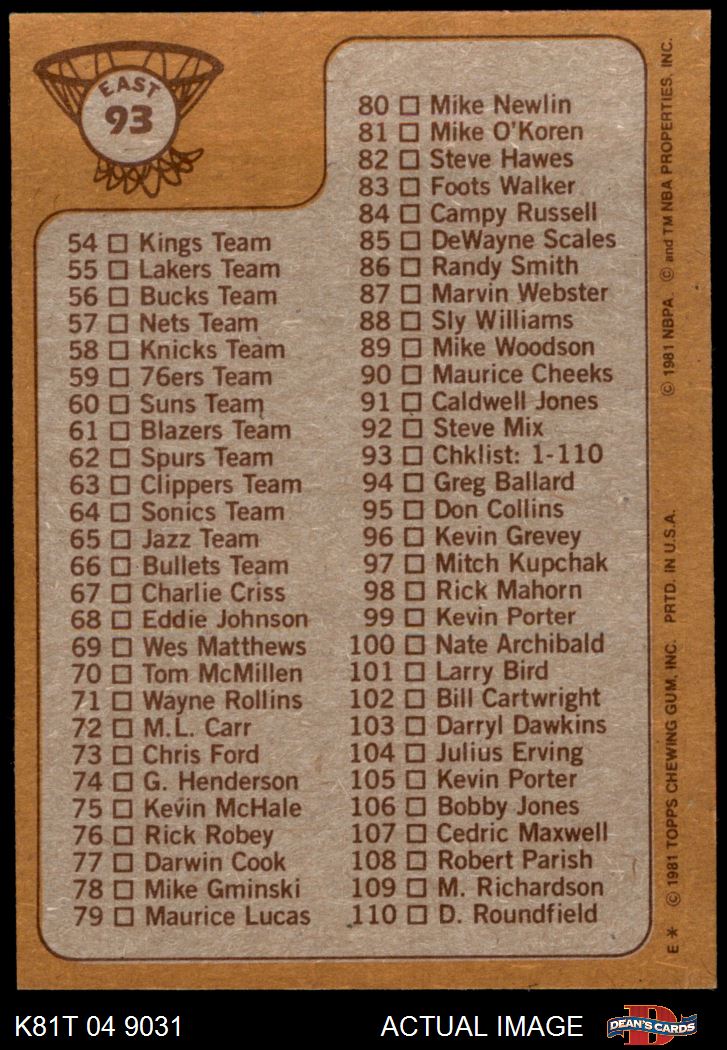 EAST
93
54 □ Kings Team
55 □ Lakers Team
56 □ Bucks Team
57 □ Nets Team
58 □ Knicks Team
59 □ 76ers Team
60 □ Suns Team
61 □ Blazers Team
62 □ Spurs Team
63 □ Clippers Team
64 □ Sonics Team
65 □ Jazz Team
66 □ Bullets Team
67 □ Charlie Criss
68 □ Eddie Johnson
69 □ Wes Matthews
70 □ Tom McMillen
71 □ Wayne Rollins
72 □ M.L. Carr
73 □ Chris Ford
74 □ G. Henderson
75 □ Kevin McHale
76 □ Rick Robey
77 □ Darwin Cook
78 □ Mike Gminski
79 □ Maurice Lucas
80 □ Mike Newlin
81 □ Mike O'Koren
82 □ Steve Hawes
83 □ Foots Walker
84 □ Campy Russell
85 □ DeWayne Scales
86 □ Randy Smith
87 □ Marvin Webster
88 □ Sly Williams
89 □ Mike Woodson
90 □ Maurice Cheeks
91 □ Caldwell Jones
92 □ Steve Mix
93 □ Chklist: 1-110
94 □ Greg Ballard
95 □ Don Collins
96 □ Kevin Grevey
97 □ Mitch Kupchak
98 □ Rick Mahorn
99 □ Kevin Porter
100 □ Nate Archibald
101 □ Larry Bird
102 □ Bill Cartwright
103 □ Darryl Dawkins
104 □ Julius Erving
105 □ Kevin Porter
106 □ Bobby Jones
107 □ Cedric Maxwell
108 □ Robert Parish
109 □ M. Richardson
110 □ D. Roundfield
E * © 1981 TOPPS CHEWING GUM, INC. PRTD. IN U.S.A. © 1981 NBPA. © and TM NBA PROPERTIES, INC.
K81T 04 9031 ACTUAL IMAGE
D
DEAN'S CARDS